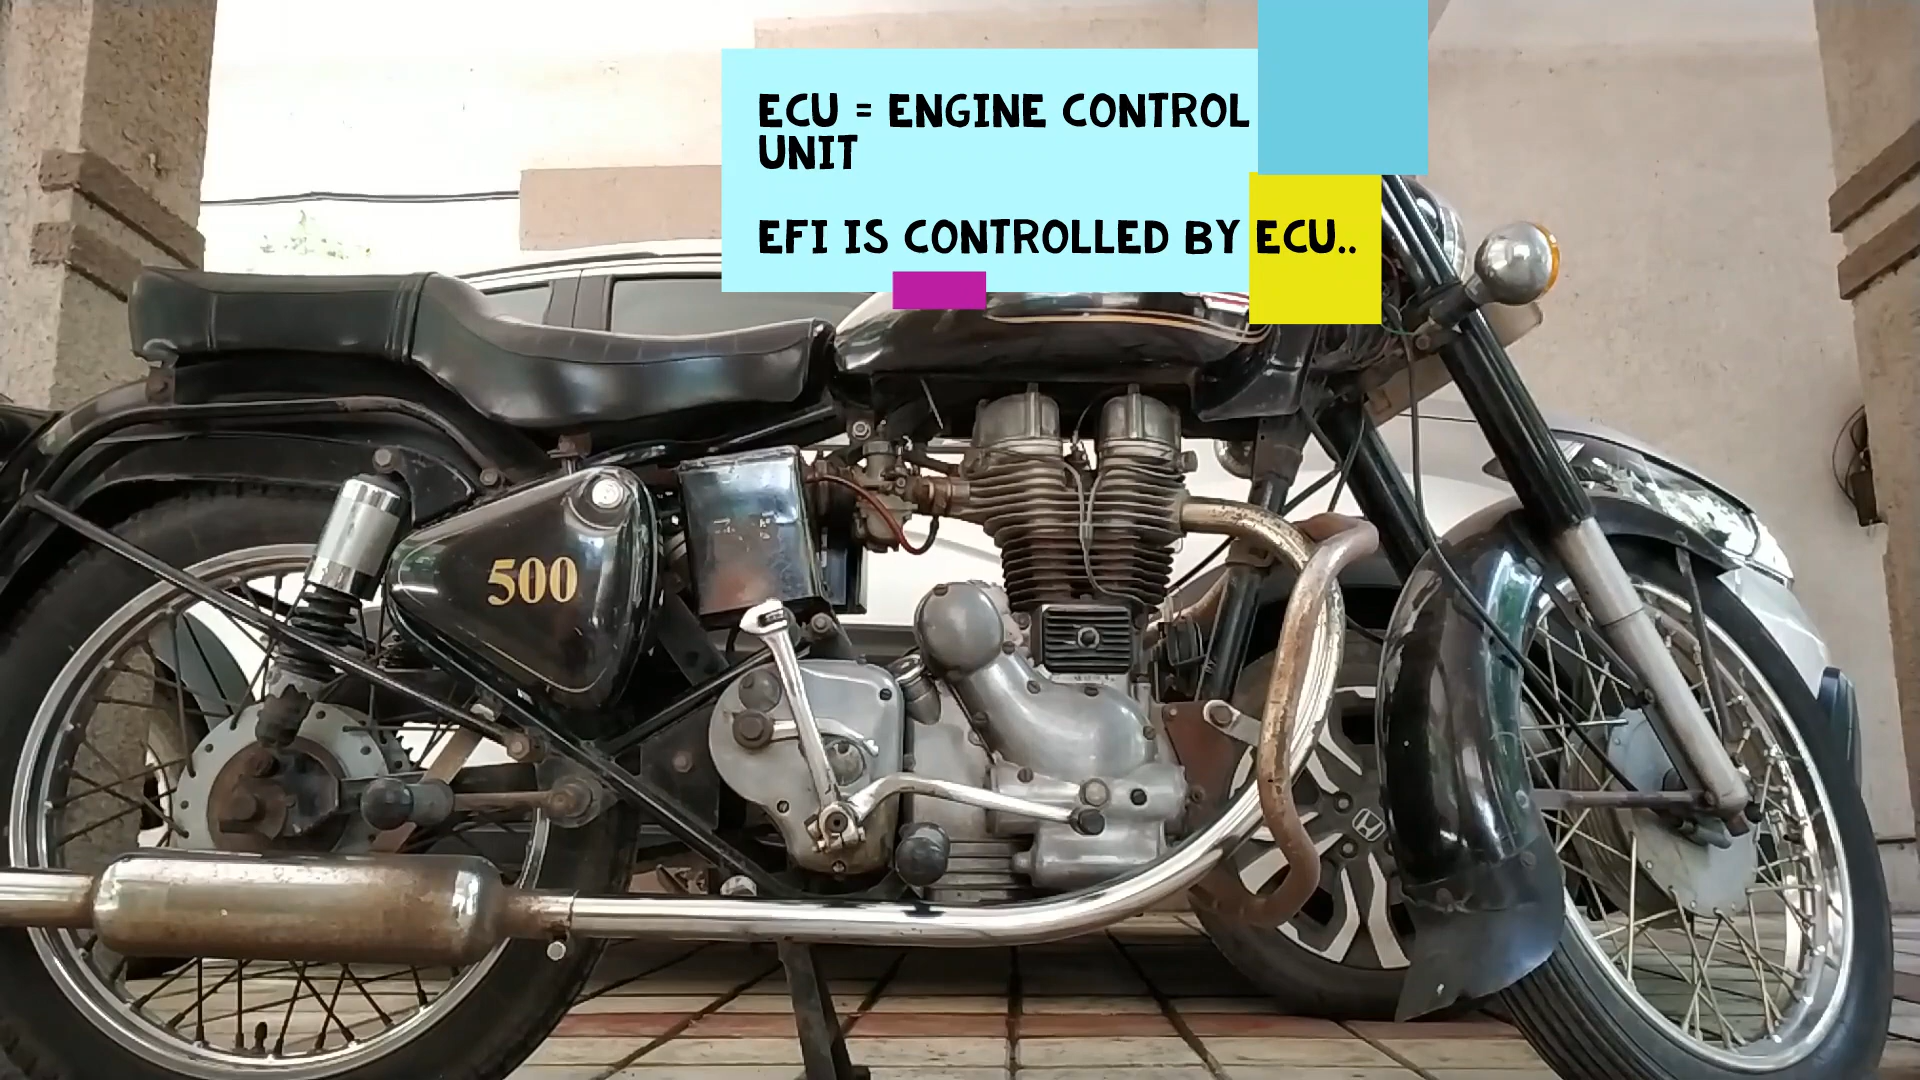 ECU = ENGINE CONTROL
UNIT
EFI IS CONTROLLED BY ECU..
500